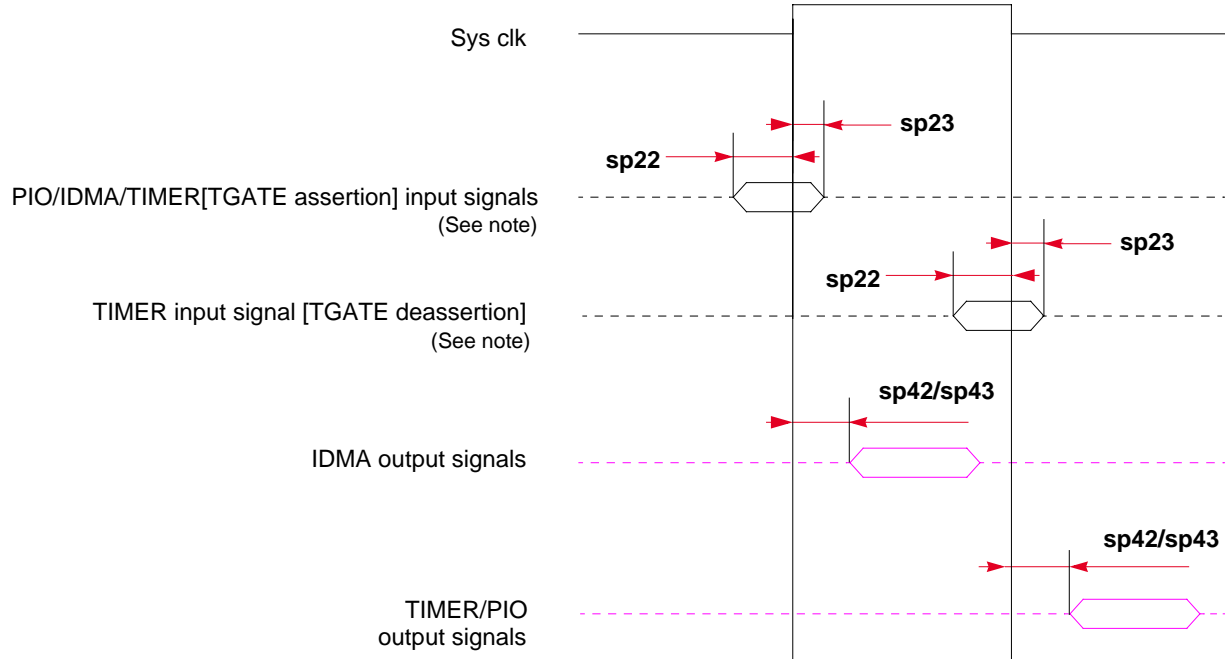 Sys clk
sp23
sp22
PIO/IDMA/TIMER[TGATE assertion] input signals
(See note)
sp23
sp22
TIMER input signal [TGATE deassertion]
(See note)
sp42/sp43
IDMA output signals
sp42/sp43
TIMER/PIO
output signals